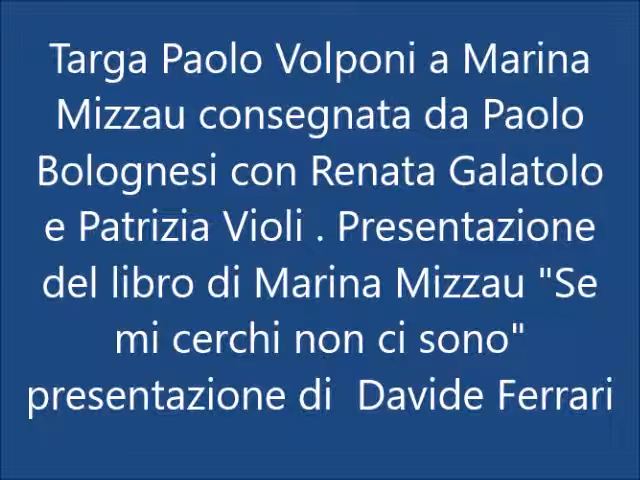 Targa Paolo Volponi a Marina
Mizzau consegnata da Paolo
Bolognesi con Renata Galatolo
e Patrizia Violi . Presentazione
del libro di Marina Mizzau "Se
mi cerchi non ci sono"
presentazione di  Davide Ferrari